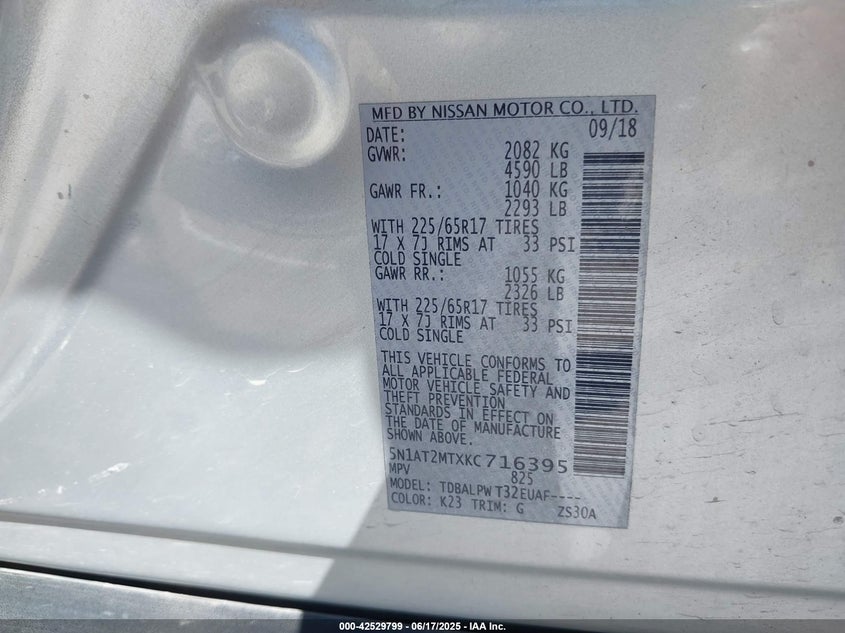 MFD BY NISSAN MOTOR CO., LTD.
DATE: 09/18
GVWR: 2082 KG
4590 LB
GAWR FR.: 1040 KG
2293 LB
WITH 225/65R17 TIRES
17 X 7J RIMS AT 33 PSI
COLD SINGLE
GAWR RR.: 1055 KG
2326 LB
WITH 225/65R17 TIRES
17 X 7J RIMS AT 33 PSI
COLD SINGLE
THIS VEHICLE CONFORMS TO
ALL APPLICABLE FEDERAL
MOTOR VEHICLE SAFETY AND
THEFT PREVENTION
STANDARDS IN EFFECT ON
THE DATE OF MANUFACTURE
SHOWN ABOVE.
5N1AT2MTXKC716395
MPV 825
MODEL: TDBALPW T32EUAF----
COLOR: K23 TRIM: G ZS30A
000-42529799 - 06/17/2025 - IAA Inc.